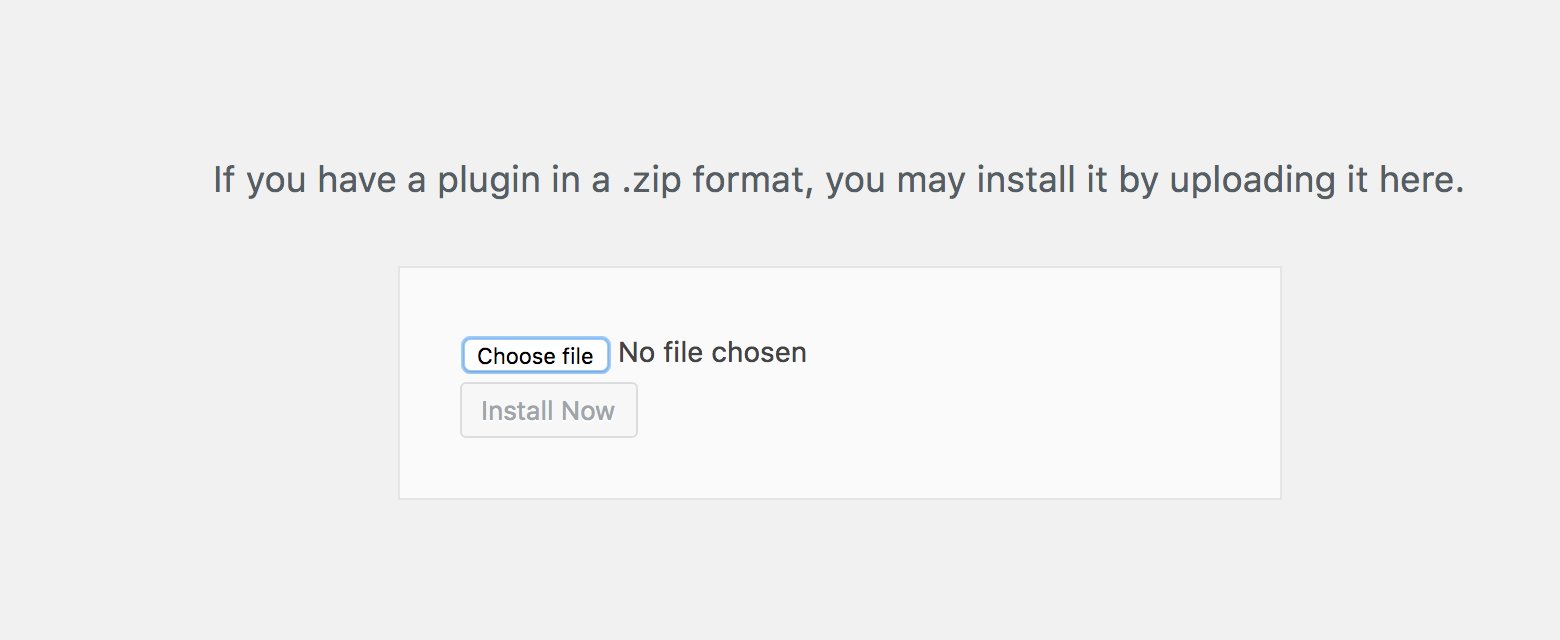 If you have a plugin in a .zip format, you may install it by uploading it here.
Choose file No file chosen
Install Now